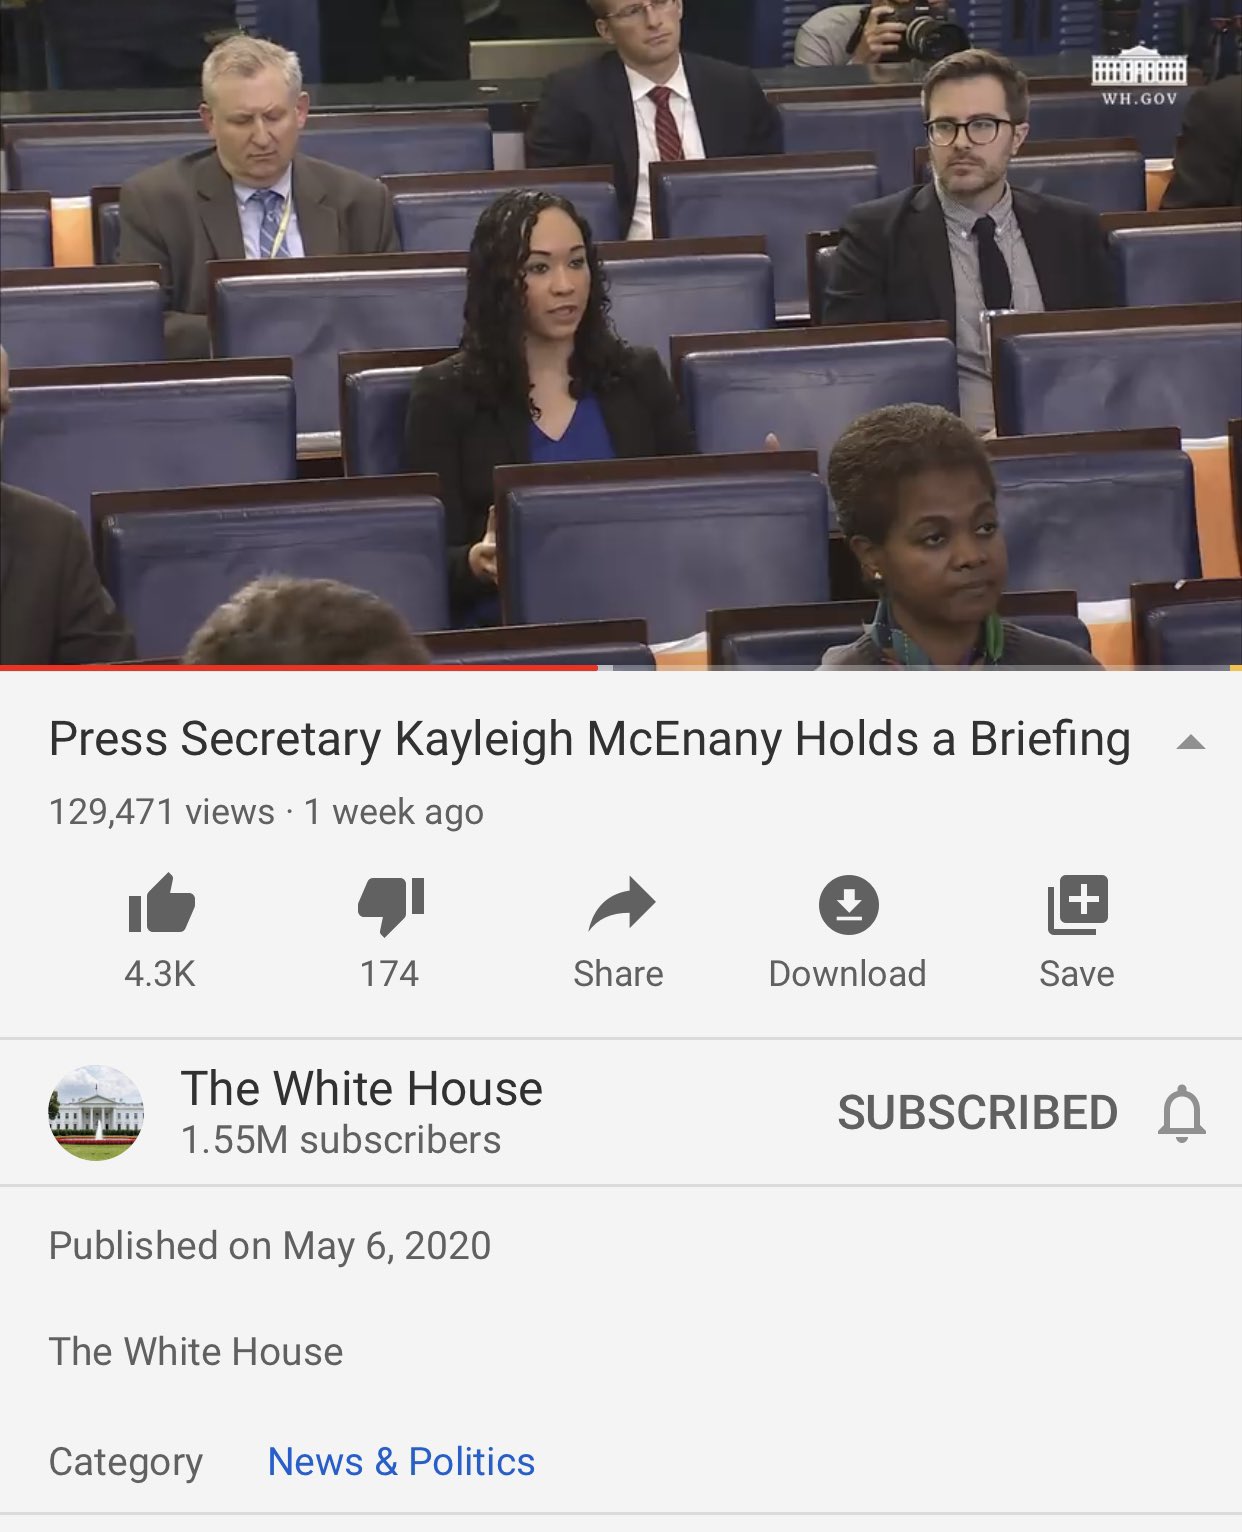 WH.GOV
Press Secretary Kayleigh McEnany Holds a Briefing
129,471 views · 1 week ago
4.3K
174
Share
Download
Save
The White House
1.55M subscribers
SUBSCRIBED
Published on May 6, 2020
The White House
Category
News & Politics